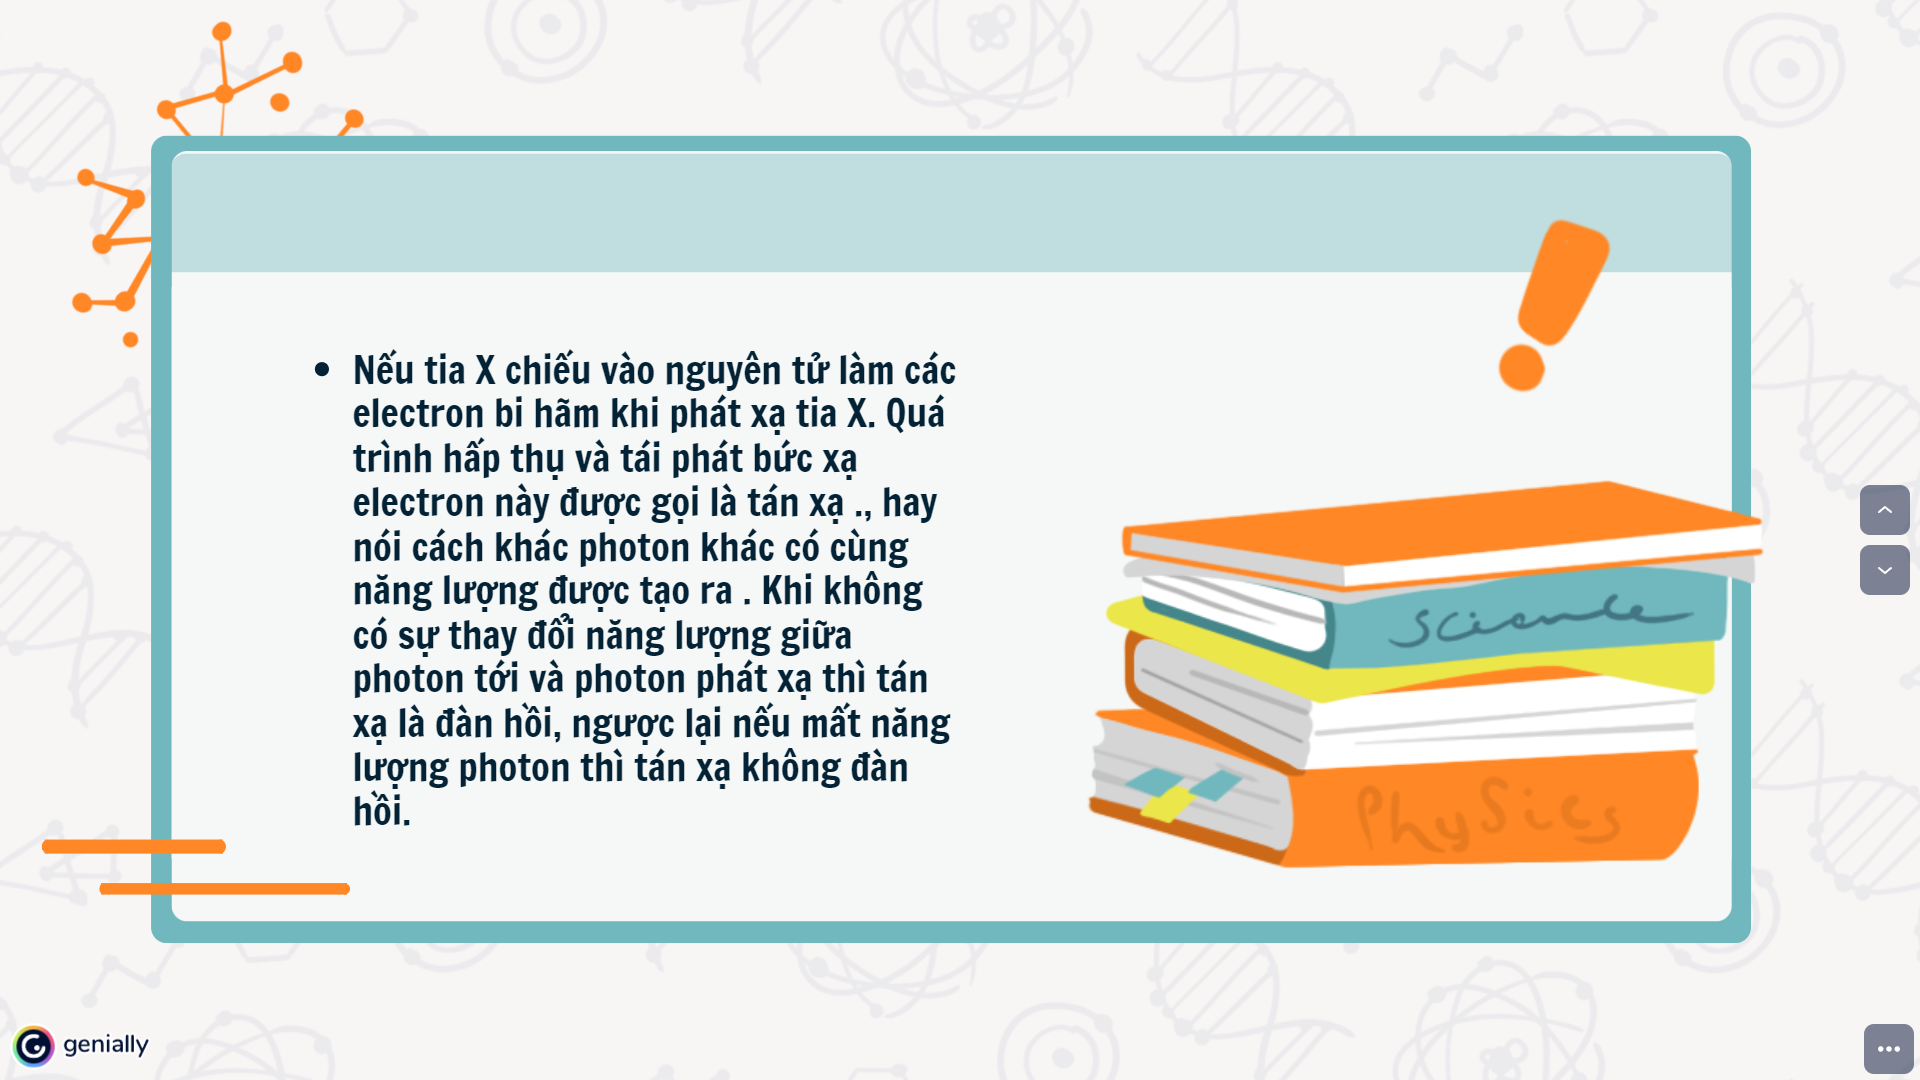 Nếu tia X chiếu vào nguyên tử làm các
electron bi hãm khi phát xạ tia X. Quá
trình hấp thụ và tái phát bức xạ
electron này được gọi là tán xạ ., hay
nói cách khác photon khác có cùng
năng lượng được tạo ra . Khi không
có sự thay đổi năng lượng giữa
photon tới và photon phát xạ thì tán
xạ là đàn hồi, ngược lại nếu mất năng
lượng photon thì tán xạ không đàn
hồi.
science
Physics
genially